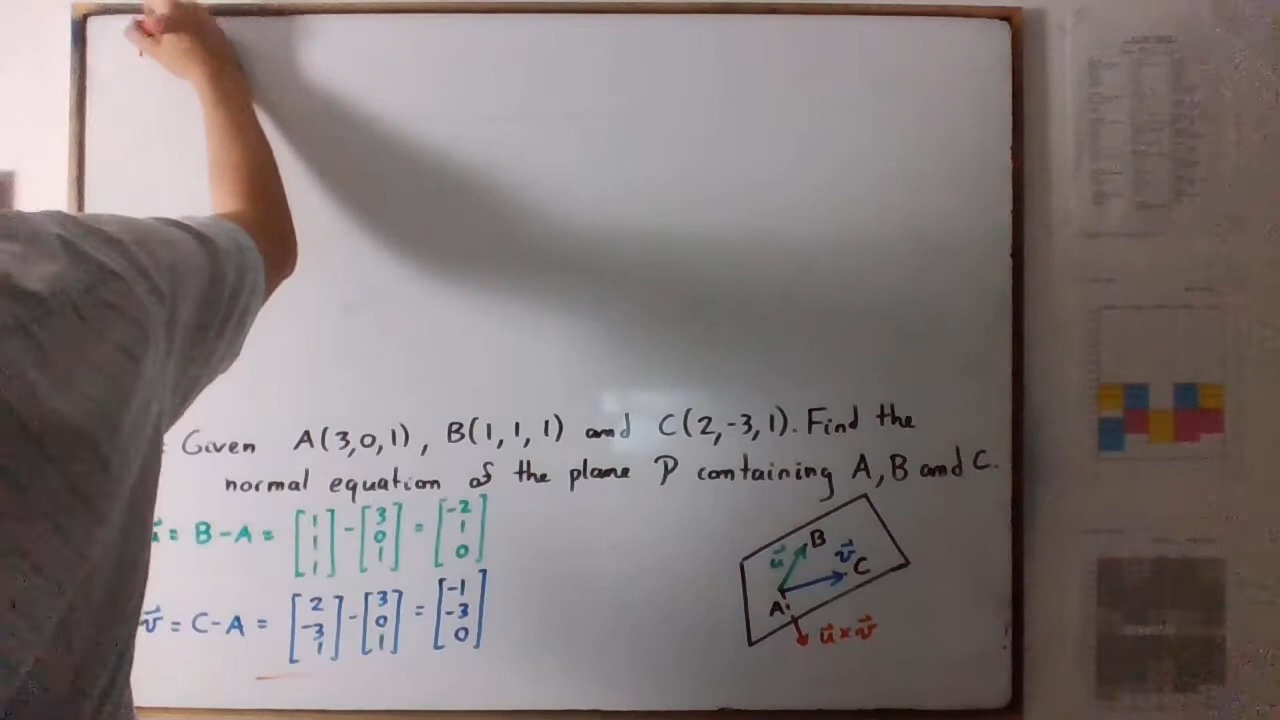 Given A(3,0,1), B(1,1,1) and C(2,-3,1). Find the
normal equation of the plane P containing A, B and C.
= B-A = [1 1 1] - [3 0 1] = [-2 1 0]
v⃗ = C-A = [2 -3 1] - [3 0 1] = [-1 -3 0]
B
u⃗
v⃗
C
A
u⃗ × v⃗